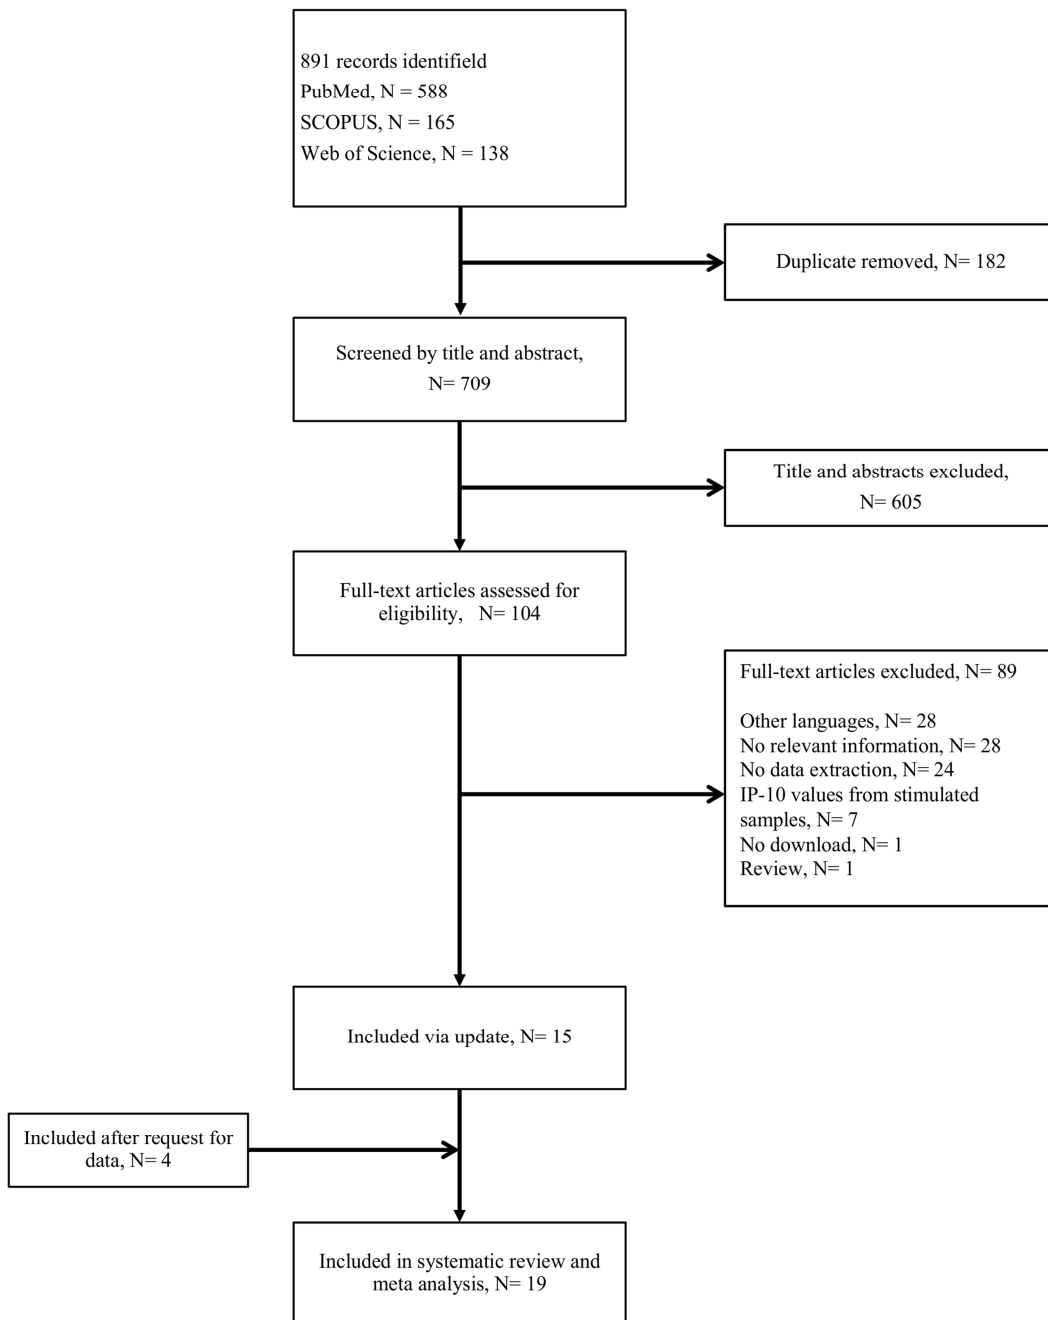 891 records identifield
PubMed, N = 588
SCOPUS, N = 165
Web of Science, N = 138
Duplicate removed, N= 182
Screened by title and abstract,
N= 709
Title and abstracts excluded,
N= 605
Full-text articles assessed for
eligibility, N= 104
Full-text articles excluded, N= 89
Other languages, N= 28
No relevant information, N= 28
No data extraction, N= 24
IP-10 values from stimulated
samples, N= 7
No download, N= 1
Review, N= 1
Included via update, N= 15
Included after request for
data, N= 4
Included in systematic review and
meta analysis, N= 19